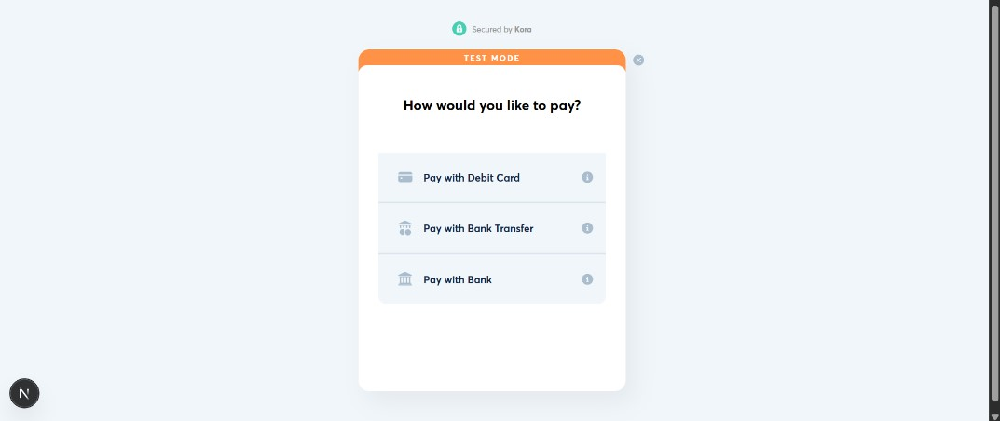 Secured by Kora
TEST MODE
How would you like to pay?
Pay with Debit Card
Pay with Bank Transfer
Pay with Bank
N